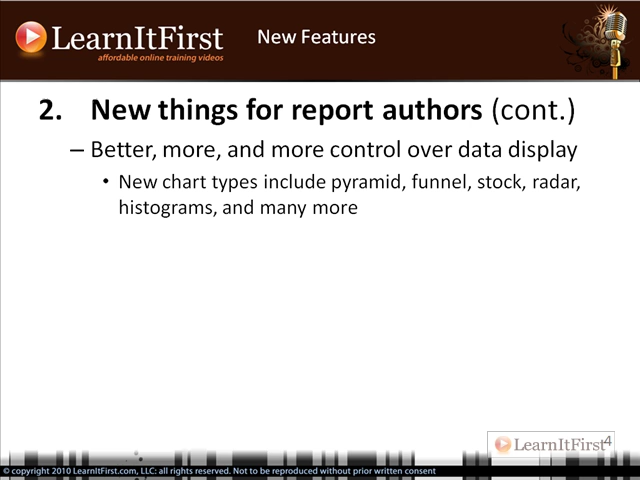 LearnItFirst
affordable online training videos
New Features
2. New things for report authors (cont.)
– Better, more, and more control over data display
• New chart types include pyramid, funnel, stock, radar,
histograms, and many more
LearnItFirst
4
© copyright 2010 LearnItFirst.com, LLC: all rights reserved. Not to be reproduced without prior written consent